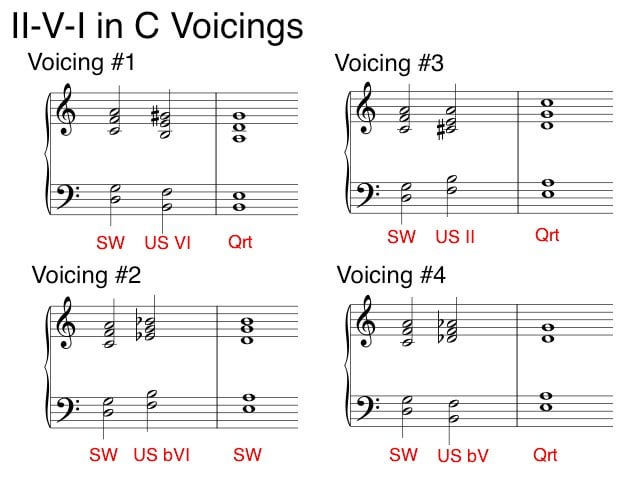 II-V-I in C Voicings
Voicing #1
SW US VI Qrt
Voicing #3
SW US II Qrt
Voicing #2
SW US bVI SW
Voicing #4
SW US bV Qrt